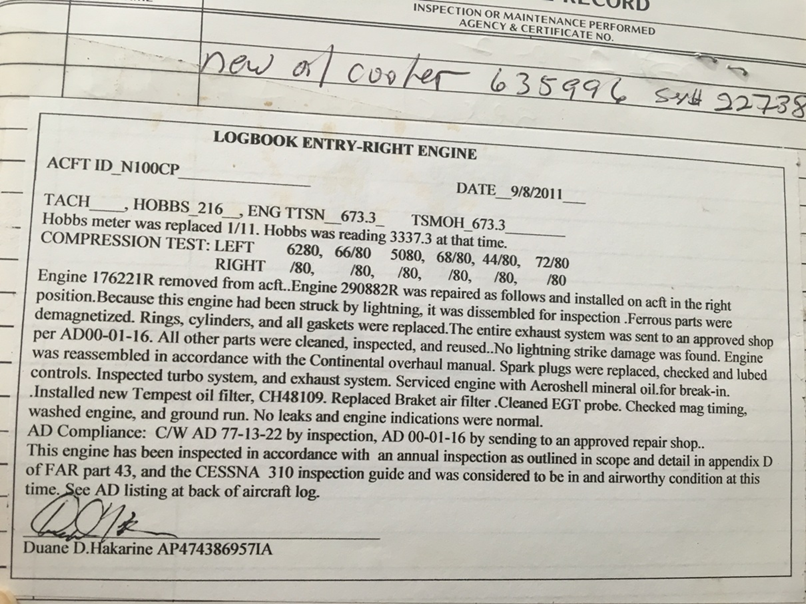 RECORD
INSPECTION OR MAINTENANCE PERFORMED
AGENCY & CERTIFICATE NO.
new oil cooler 635996 Sr# 22738
LOGBOOK ENTRY-RIGHT ENGINE
ACFT ID_N100CP
DATE__9/8/2011___
TACH____, HOBBS_216__, ENG TTSN__673.3_ TSMOH_673.3_______
Hobbs meter was replaced 1/11. Hobbs was reading 3337.3 at that time.
COMPRESSION TEST: LEFT 6280, 66/80 5080, 68/80, 44/80, 72/80
RIGHT /80, /80, /80, /80, /80, /80
Engine 176221R removed from acft..Engine 290882R was repaired as follows and installed on acft in the right
position.Because this engine had been struck by lightning, it was dissembled for inspection .Ferrous parts were
demagnetized. Rings, cylinders, and all gaskets were replaced.The entire exhaust system was sent to an approved shop
per AD00-01-16. All other parts were cleaned, inspected, and reused..No lightning strike damage was found. Engine
was reassembled in accordance with the Continental overhaul manual. Spark plugs were replaced, checked and lubed
controls. Inspected turbo system, and exhaust system. Serviced engine with Aeroshell mineral oil.for break-in.
.Installed new Tempest oil filter, CH48109. Replaced Braket air filter .Cleaned EGT probe. Checked mag timing,
washed engine, and ground run. No leaks and engine indications were normal.
AD Compliance: C/W AD 77-13-22 by inspection, AD 00-01-16 by sending to an approved repair shop..
This engine has been inspected in accordance with an annual inspection as outlined in scope and detail in appendix D
of FAR part 43, and the CESSNA 310 inspection guide and was considered to be in and airworthy condition at this
time. See AD listing at back of aircraft log.
Duane D.Hakarine AP474386957IA